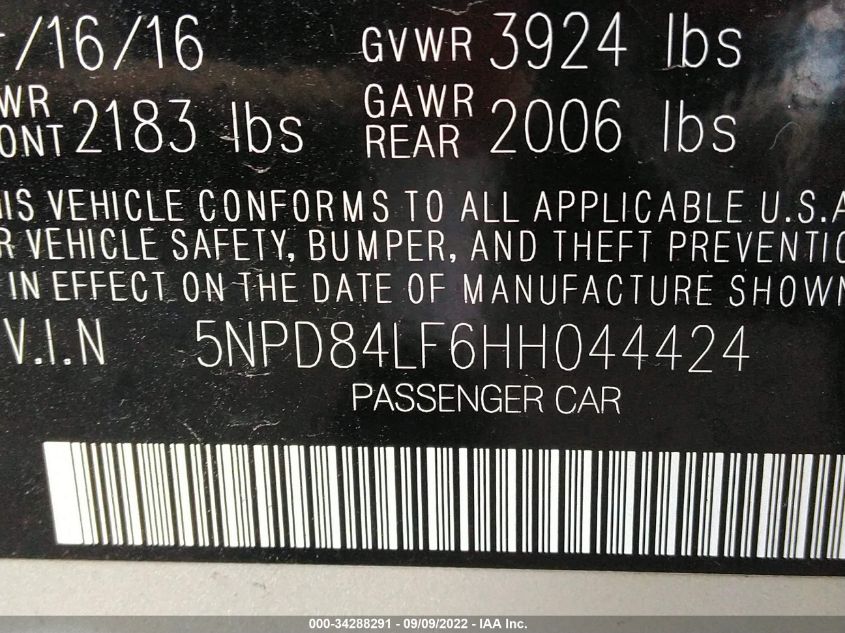 /16/16 GVWR 3924 lbs
WR GAWR
ONT 2183 lbs REAR 2006 lbs
IS VEHICLE CONFORMS TO ALL APPLICABLE U.S.A
R VEHICLE SAFETY, BUMPER, AND THEFT PREVENTIO
IN EFFECT ON THE DATE OF MANUFACTURE SHOWN
V.I.N 5NPD84LF6HH044424
PASSENGER CAR
000-34288291 - 09/09/2022 - IAA Inc.